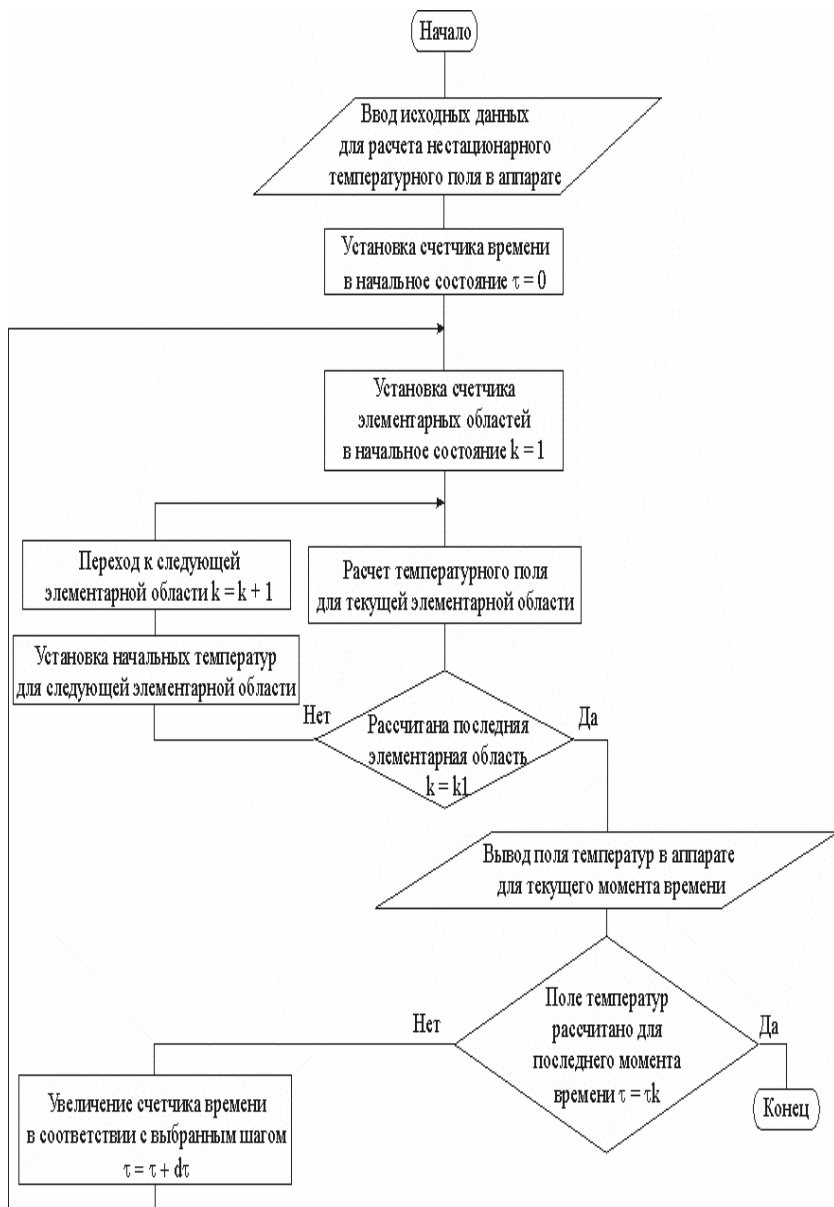 Начало
Ввод исходных данных
для расчета нестационарного
температурного поля в аппарате
Установка счетчика времени
в начальное состояние τ = 0
Установка счетчика
элементарных областей
в начальное состояние k = 1
Переход к следующей
элементарной области k = k + 1
Расчет температурного поля
для текущей элементарной области
Установка начальных температур
для следующей элементарной области
Нет
Рассчитана последняя
элементарная область
k = k1
Да
Вывод поля температур в аппарате
для текущего момента времени
Нет
Поле температур
рассчитано для
последнего момента
времени τ = τk
Да
Увеличение счетчика времени
в соответствии с выбранным шагом
τ = τ + dτ
Конец